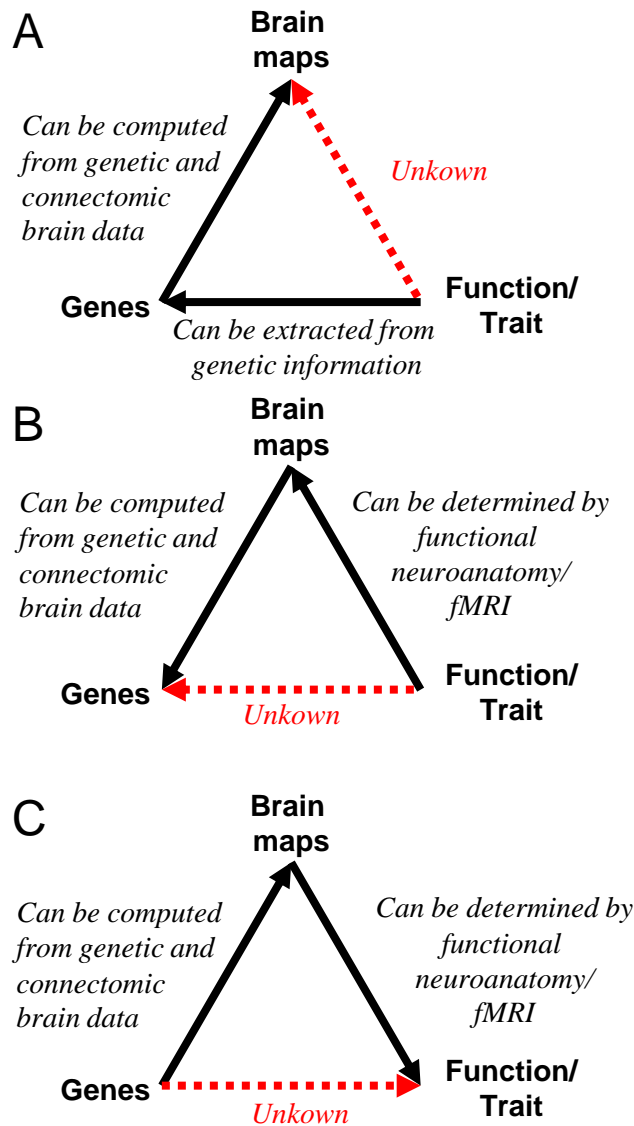 A
Brain
maps
Can be computed
from genetic and
connectomic
brain data
Unkown
Genes
Function/
Trait
Can be extracted from
genetic information
B
Brain
maps
Can be computed
from genetic and
connectomic
brain data
Can be determined by
functional
neuroanatomy/
fMRI
Genes
Function/
Trait
Unkown
C
Brain
maps
Can be computed
from genetic and
connectomic
brain data
Can be determined by
functional
neuroanatomy/
fMRI
Genes
Function/
Trait
Unkown